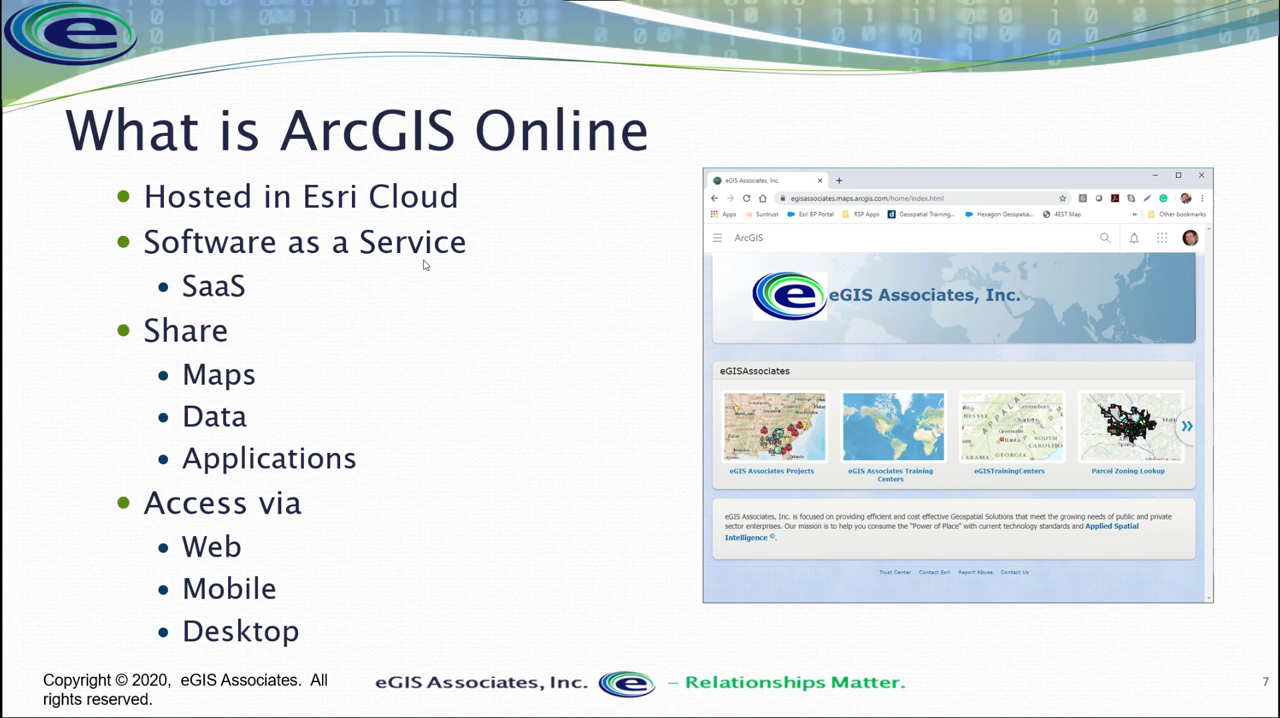 e
What is ArcGIS Online
• Hosted in Esri Cloud
• Software as a Service
• SaaS
• Share
• Maps
• Data
• Applications
• Access via
• Web
• Mobile
• Desktop
eGIS Associates, Inc.
egisassociates.maps.arcgis.com/home/index.html
Apps Suntrust Esri BP Portal RSP Apps Geospatial Training... Hexagon Geospatia... 4EST Map » Other bookmarks
ArcGIS
e eGIS Associates, Inc.
eGISAssociates
eGIS Associates Projects
eGIS Associates Training
Centers
eGISTrainingCenters
Parcel Zoning Lookup
eGIS Associates, Inc. is focused on providing efficient and cost effective Geospatial Solutions that meet the growing needs of public and private
sector enterprises. Our mission is to help you consume the "Power of Place" with current technology standards and Applied Spatial
Intelligence ©.
Trust Center Contact Esri Report Abuse Contact Us
Copyright © 2020, eGIS Associates. All
rights reserved.
eGIS Associates, Inc. e – Relationships Matter.
7